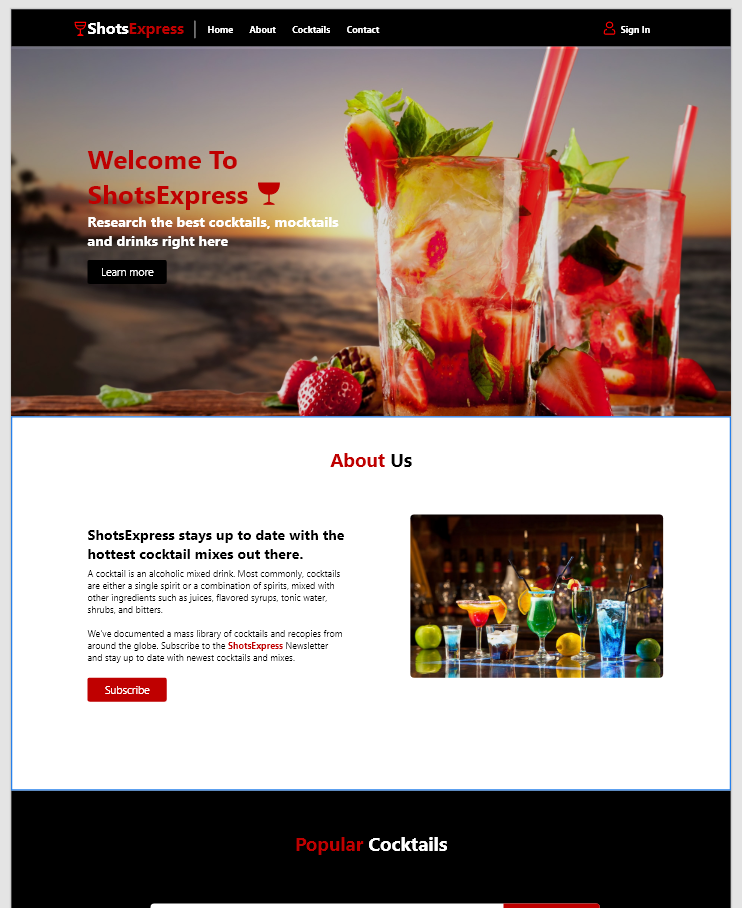 ShotsExpress Home About Cocktails Contact Sign In
Welcome To
ShotsExpress
Research the best cocktails, mocktails
and drinks right here
Learn more
About Us
ShotsExpress stays up to date with the
hottest cocktail mixes out there.
A cocktail is an alcoholic mixed drink. Most commonly, cocktails
are either a single spirit or a combination of spirits, mixed with
other ingredients such as juices, flavored syrups, tonic water,
shrubs, and bitters.
We've documented a mass library of cocktails and recopies from
around the globe. Subscribe to the ShotsExpress Newsletter
and stay up to date with newest cocktails and mixes.
Subscribe
Popular Cocktails